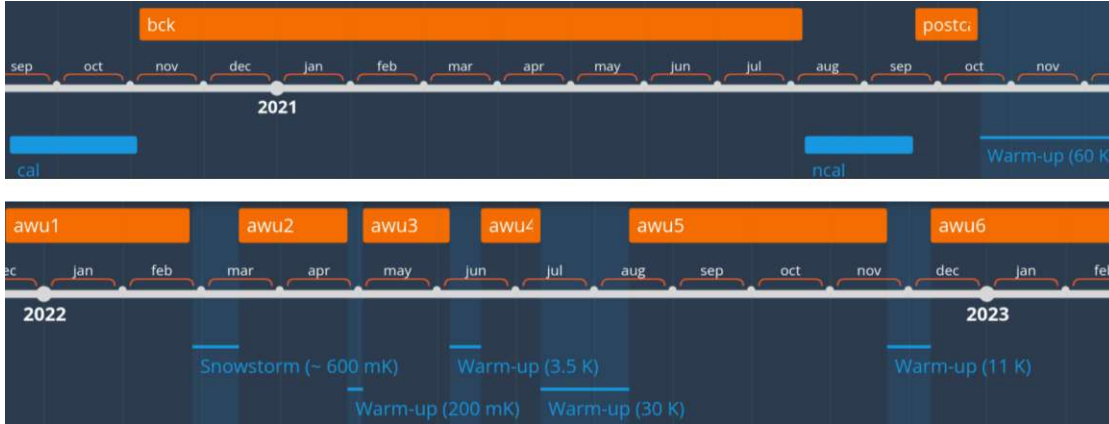 bck postca
sep oct nov dec jan feb mar apr may jun jul aug sep oct nov
2021
Warm-up (60 K
cal ncal
awu1 awu2 awu3 awu4 awu5 awu6
ec jan feb mar apr may jun jul aug sep oct nov dec jan fel
2022 2023
Snowstorm (~ 600 mK) Warm-up (3.5 K) Warm-up (11 K)
Warm-up (200 mK) Warm-up (30 K)